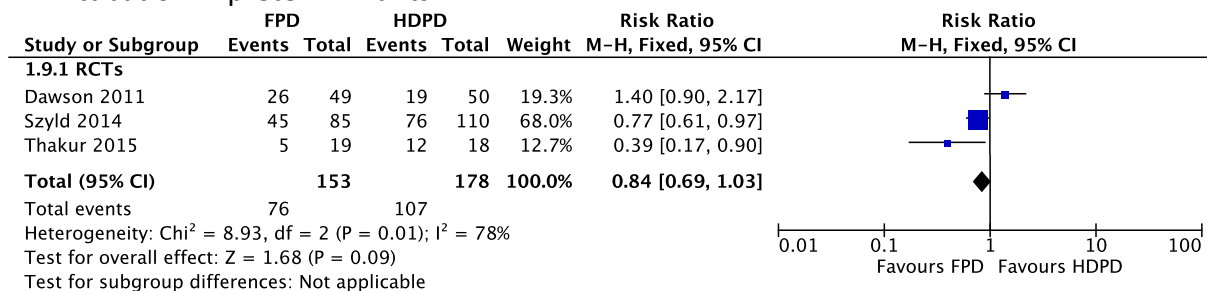 FPD HDPD Risk Ratio Risk Ratio
Study or Subgroup Events Total Events Total Weight M-H, Fixed, 95% CI M-H, Fixed, 95% CI
1.9.1 RCTs
Dawson 2011 26 49 19 50 19.3% 1.40 [0.90, 2.17]
Szyld 2014 45 85 76 110 68.0% 0.77 [0.61, 0.97]
Thakur 2015 5 19 12 18 12.7% 0.39 [0.17, 0.90]
Total (95% CI) 153 178 100.0% 0.84 [0.69, 1.03]
Total events 76 107
Heterogeneity: Chi² = 8.93, df = 2 (P = 0.01); I² = 78%
Test for overall effect: Z = 1.68 (P = 0.09)
Test for subgroup differences: Not applicable
0.01 0.1 1 10 100
Favours FPD Favours HDPD